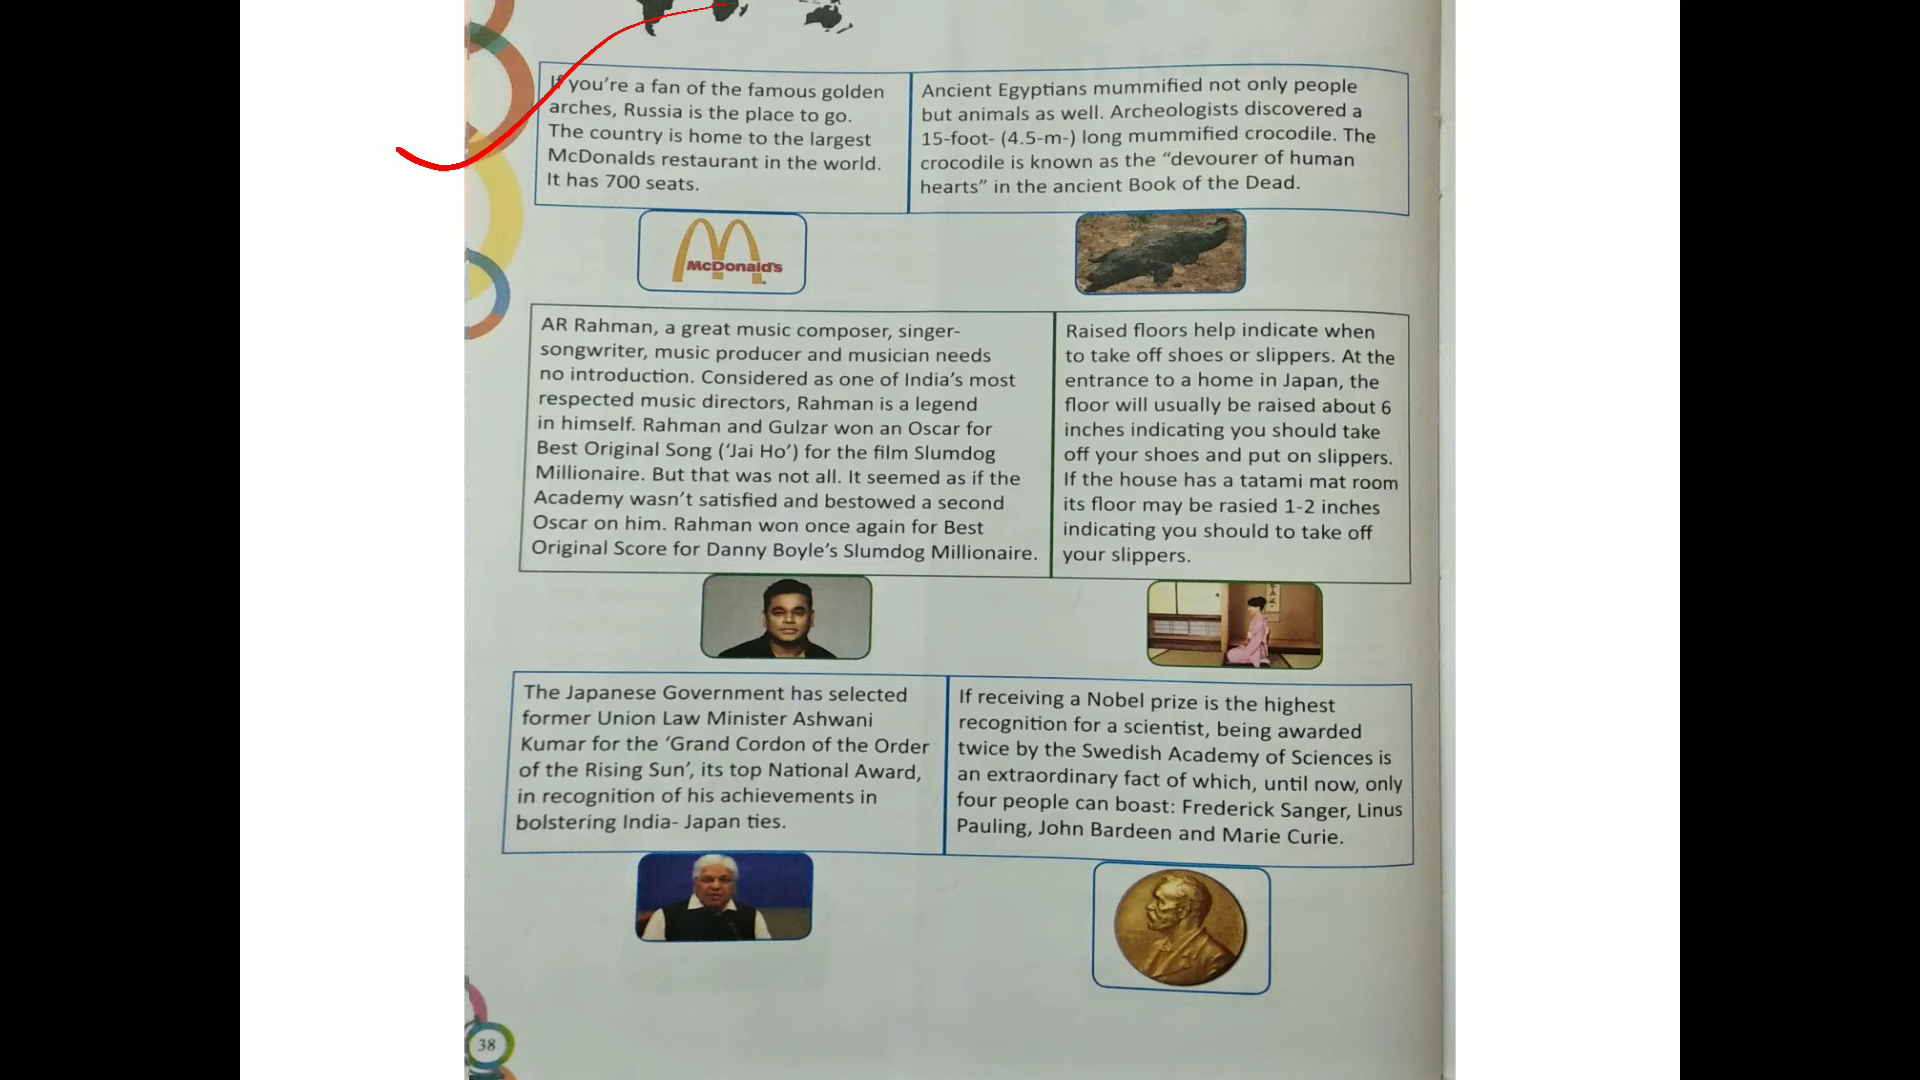 If you're a fan of the famous golden
arches, Russia is the place to go.
The country is home to the largest
McDonalds restaurant in the world.
It has 700 seats.
Ancient Egyptians mummified not only people
but animals as well. Archeologists discovered a
15-foot- (4.5-m-) long mummified crocodile. The
crocodile is known as the “devourer of human
hearts” in the ancient Book of the Dead.
McDonald's
AR Rahman, a great music composer, singer-
songwriter, music producer and musician needs
no introduction. Considered as one of India's most
respected music directors, Rahman is a legend
in himself. Rahman and Gulzar won an Oscar for
Best Original Song (‘Jai Ho’) for the film Slumdog
Millionaire. But that was not all. It seemed as if the
Academy wasn't satisfied and bestowed a second
Oscar on him. Rahman won once again for Best
Original Score for Danny Boyle's Slumdog Millionaire.
Raised floors help indicate when
to take off shoes or slippers. At the
entrance to a home in Japan, the
floor will usually be raised about 6
inches indicating you should take
off your shoes and put on slippers.
If the house has a tatami mat room
its floor may be rasied 1-2 inches
indicating you should to take off
your slippers.
The Japanese Government has selected
former Union Law Minister Ashwani
Kumar for the ‘Grand Cordon of the Order
of the Rising Sun’, its top National Award,
in recognition of his achievements in
bolstering India- Japan ties.
If receiving a Nobel prize is the highest
recognition for a scientist, being awarded
twice by the Swedish Academy of Sciences is
an extraordinary fact of which, until now, only
four people can boast: Frederick Sanger, Linus
Pauling, John Bardeen and Marie Curie.
38